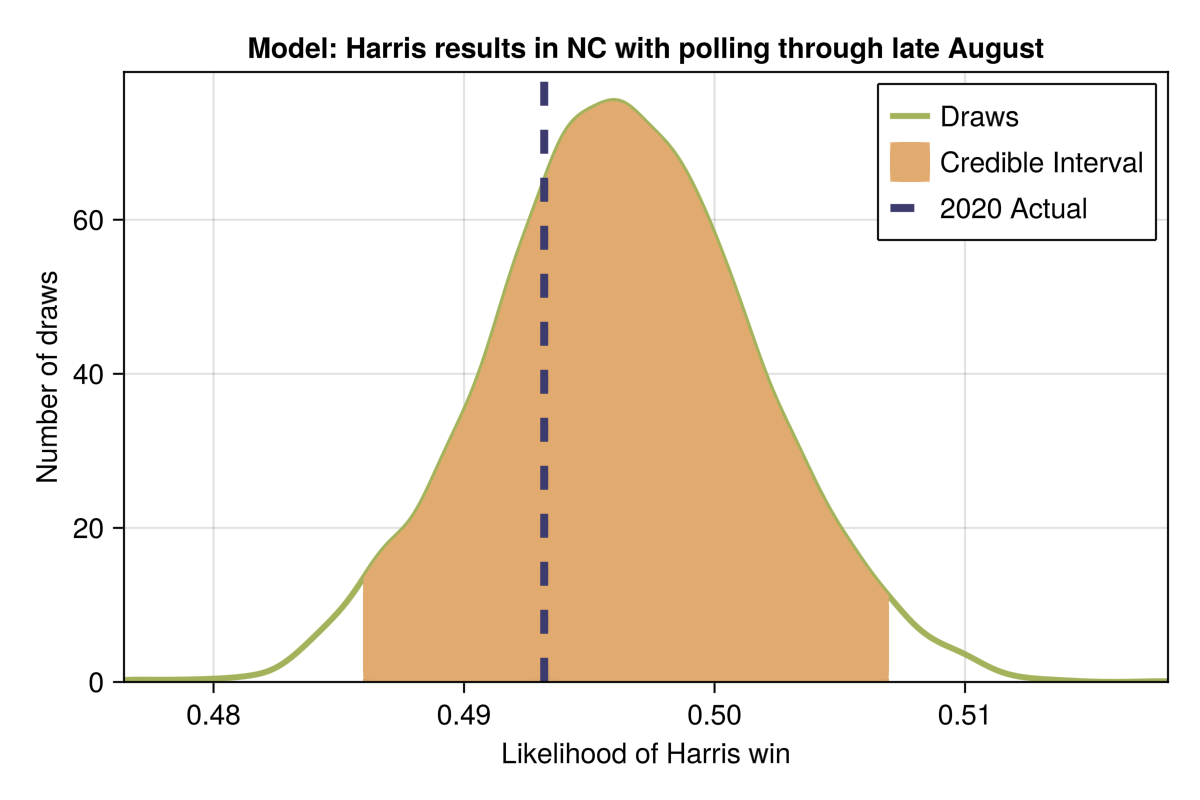 Model: Harris results in NC with polling through late August
Draws
Credible Interval
2020 Actual
Number of draws
60
40
20
0
0.48 0.49 0.50 0.51
Likelihood of Harris win